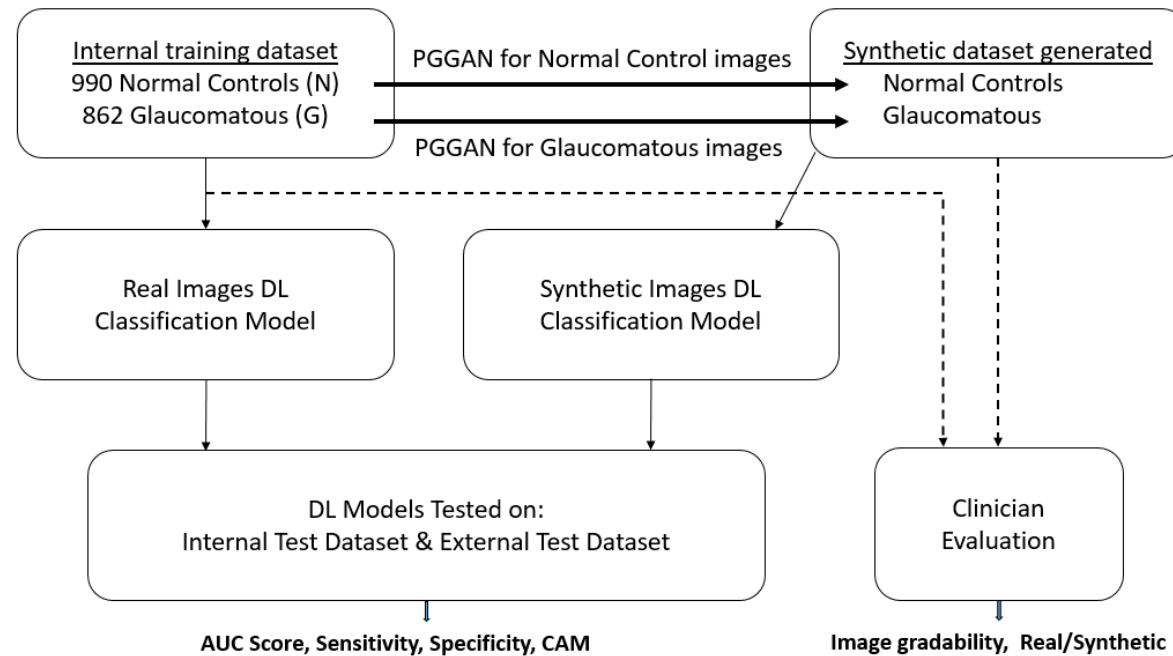 Internal training dataset
990 Normal Controls (N)
862 Glaucomatous (G)
PGGAN for Normal Control images
PGGAN for Glaucomatous images
Synthetic dataset generated
Normal Controls
Glaucomatous
Real Images DL
Classification Model
Synthetic Images DL
Classification Model
DL Models Tested on:
Internal Test Dataset & External Test Dataset
Clinician
Evaluation
AUC Score, Sensitivity, Specificity, CAM
Image gradability, Real/Synthetic